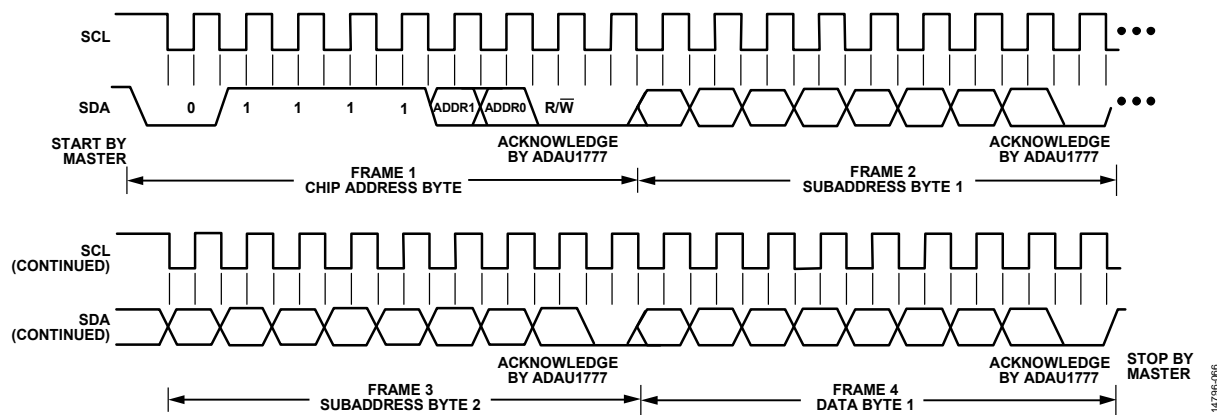 SCL
SDA
0 1 1 1 1 ADDR1 ADDR0 R/W̅
START BY
MASTER
ACKNOWLEDGE
BY ADAU1777
ACKNOWLEDGE
BY ADAU1777
FRAME 1
CHIP ADDRESS BYTE
FRAME 2
SUBADDRESS BYTE 1
SCL
(CONTINUED)
SDA
(CONTINUED)
ACKNOWLEDGE
BY ADAU1777
ACKNOWLEDGE
BY ADAU1777
STOP BY
MASTER
FRAME 3
SUBADDRESS BYTE 2
FRAME 4
DATA BYTE 1
14796-066